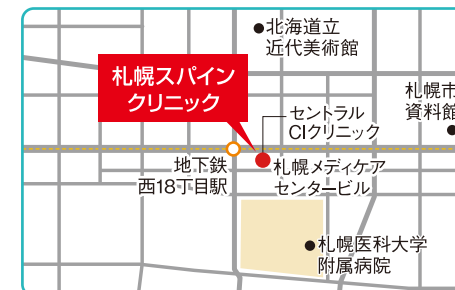 ●北海道立
近代美術館
札幌スパイン
クリニック
札幌市
資料館
セントラル
CIクリニック
地下鉄
西18丁目駅
札幌メディケア
センタービル
●札幌医科大学
附属病院